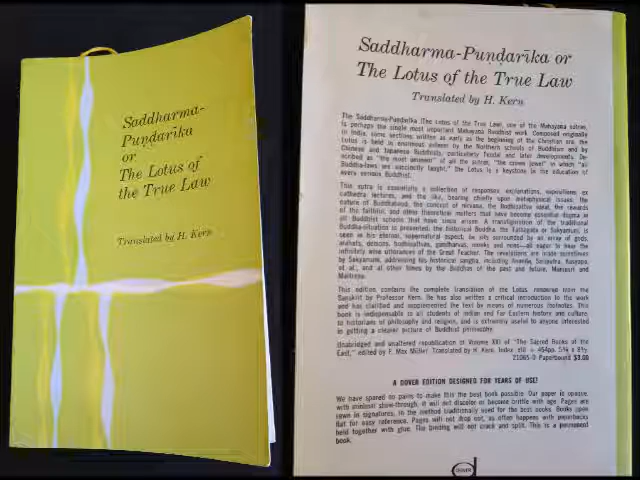 Saddharma-
Puṇḍarīka
or
The Lotus of
the True Law
Translated by H. Kern
Saddharma-Puṇḍarīka or
The Lotus of the True Law
Translated by H. Kern
The Saddharma-Pundarika (The Lotus of the True Law), one of the Mahayana sutras,
is perhaps the single most important Mahayana Buddhist work. Composed originally
in India, some sections written as early as the beginning of the Christian era, the
Lotus is held in enormous esteem by the Northern schools of Buddhism and by
Chinese and Japanese Buddhists, particularly Tendai and later developments. De-
scribed as "the most eminent" of all the sutras, "the crown jewel" in which "all
Buddha-laws are succinctly taught," the Lotus is a keystone in the education of
every serious Buddhist.
This sutra is essentially a collection of responses, explanations, expositions, ex
cathedra lectures, and the like, bearing chiefly upon metaphysical issues: the
nature of Buddhahood, the concept of nirvana, the Bodhisattva ideal, the rewards
of the faithful, and other theoretical matters that have become essential dogma in
all Buddhist schools that have since arisen. A transfiguration of the traditional
Buddha-situation is presented; the historical Buddha, the Tathagata or Sakyamuni, is
seen in his eternal, supernatural aspect; he sits surrounded by an array of gods,
arahats, demons, bodhisattvas, gandharvas, monks and nuns—all eager to hear the
infinitely wise utterances of the Great Teacher. The revelations are made sometimes
by Sakyamuni, addressing his historical sangha, including Ananda, Sariputra, Kasyapa,
et al., and at other times by the Buddhas of the past and future, Manjusri and
Maitreya.
This edition contains the complete translation of the Lotus, rendered from the
Sanskrit by Professor Kern. He has also written a critical introduction to the work
and has clarified and supplemented the text by means of numerous footnotes. This
book is indispensable to all students of Indian and Far Eastern history and culture,
to historians of philosophy and religion, and is extremely useful to anyone interested
in getting a clearer picture of Buddhist philosophy.
Unabridged and unaltered republication of Volume XXI of "The Sacred Books of the
East," edited by F. Max Müller. Translated by H. Kern. Index. xlii + 454pp. 5⅜ x 8½.
21065-0 Paperbound $3.00
A DOVER EDITION DESIGNED FOR YEARS OF USE!
We have spared no pains to make this the best book possible. Our paper is opaque,
with minimal show-through; it will not discolor or become brittle with age. Pages are
sewn in signatures, in the method traditionally used for the best books. Books open
flat for easy reference. Pages will not drop out, as often happens with paperbacks
held together with glue. The binding will not crack and split. This is a permanent
book.
DOVER